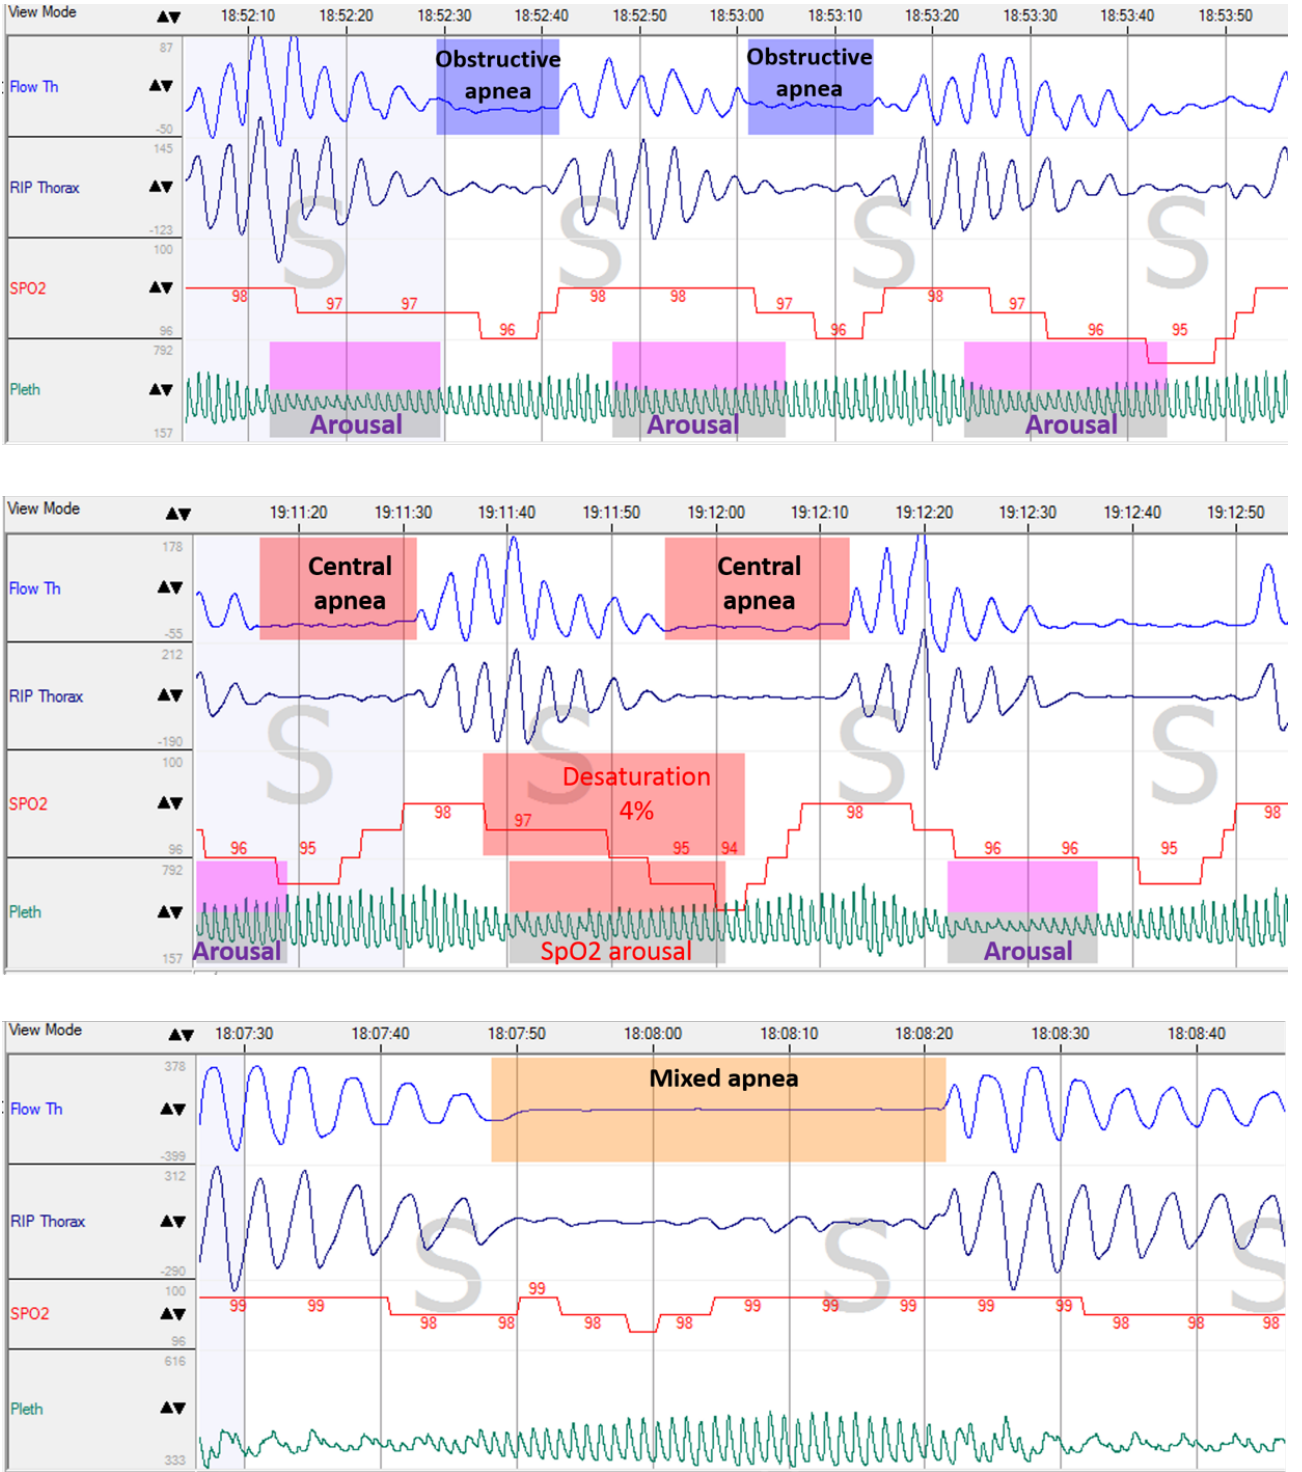 View Mode 18:52:10 18:52:20 18:52:30 18:52:40 18:52:50 18:53:00 18:53:10 18:53:20 18:53:30 18:53:40 18:53:50
87
Obstructive Obstructive
Flow Th
apnea apnea
-50
145
RIP Thorax
-123
S S S S
100
SPO2
98 97 97 96 98 98 97 96 98 97 96 95
96
792
Pleth
157
Arousal Arousal Arousal
View Mode 19:11:20 19:11:30 19:11:40 19:11:50 19:12:00 19:12:10 19:12:20 19:12:30 19:12:40 19:12:50
178
Central Central
Flow Th
apnea apnea
-55
212
RIP Thorax
-190
S S S S
100
Desaturation
SPO2
4%
96 95 98 97 95 94 98 96 96 95 98
96
792
Pleth
157
Arousal SpO2 arousal Arousal
View Mode 18:07:30 18:07:40 18:07:50 18:08:00 18:08:10 18:08:20 18:08:30 18:08:40
378
Mixed apnea
Flow Th
-399
312
RIP Thorax
-290
S S S
100
SPO2
99 99 98 98 99 98 98 99 99 99 99 99 98 98 98
96
616
Pleth
333